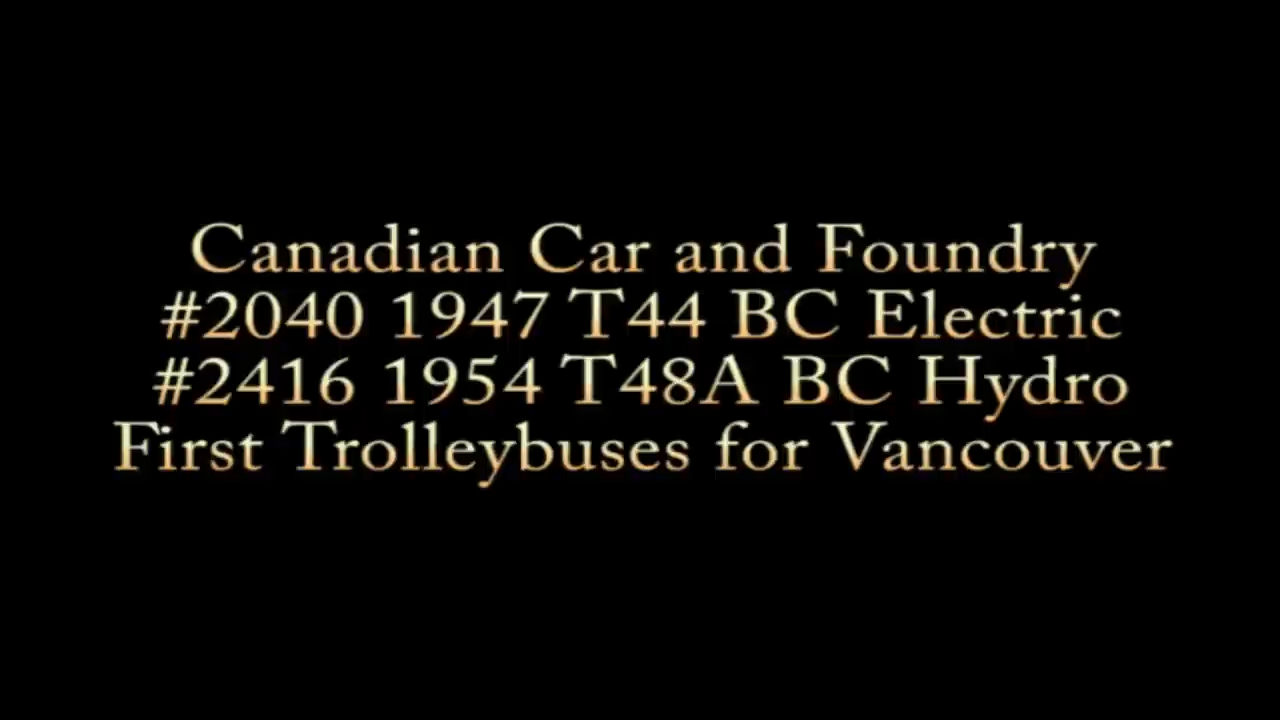 Canadian Car and Foundry
#2040 1947 T44 BC Electric
#2416 1954 T48A BC Hydro
First Trolleybuses for Vancouver